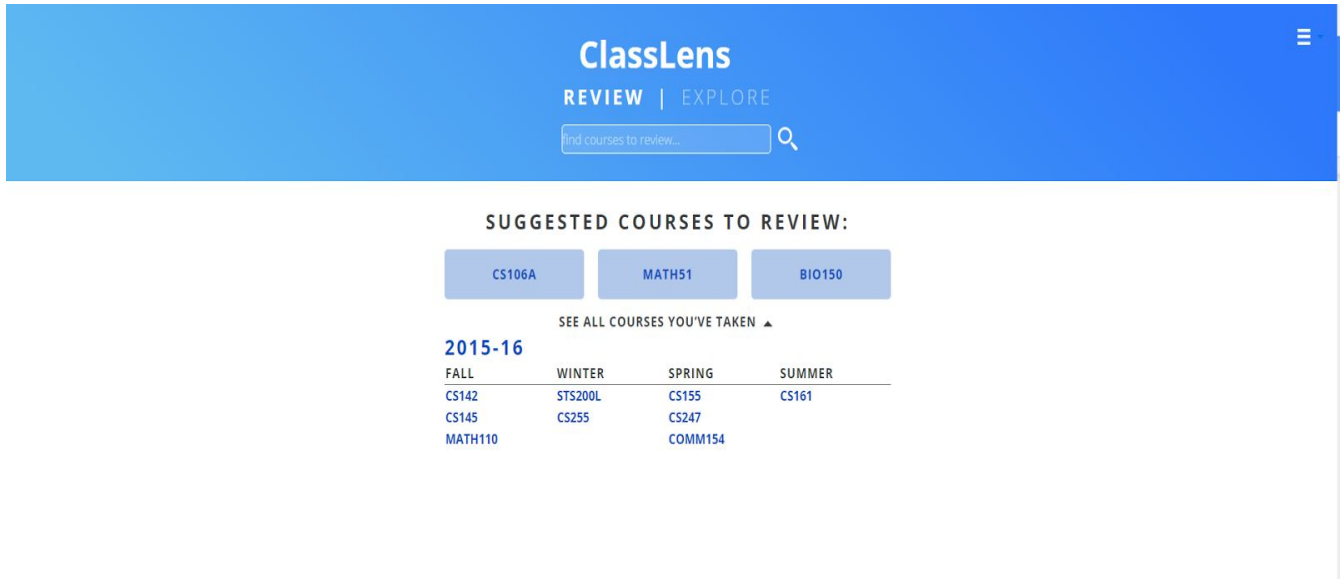 ClassLens
REVIEW | EXPLORE
find courses to review...
SUGGESTED COURSES TO REVIEW:
CS106A MATH51 BIO150
SEE ALL COURSES YOU'VE TAKEN ▲
2015-16
FALL WINTER SPRING SUMMER
CS142 STS200L CS155 CS161
CS145 CS255 CS247
MATH110 COMM154